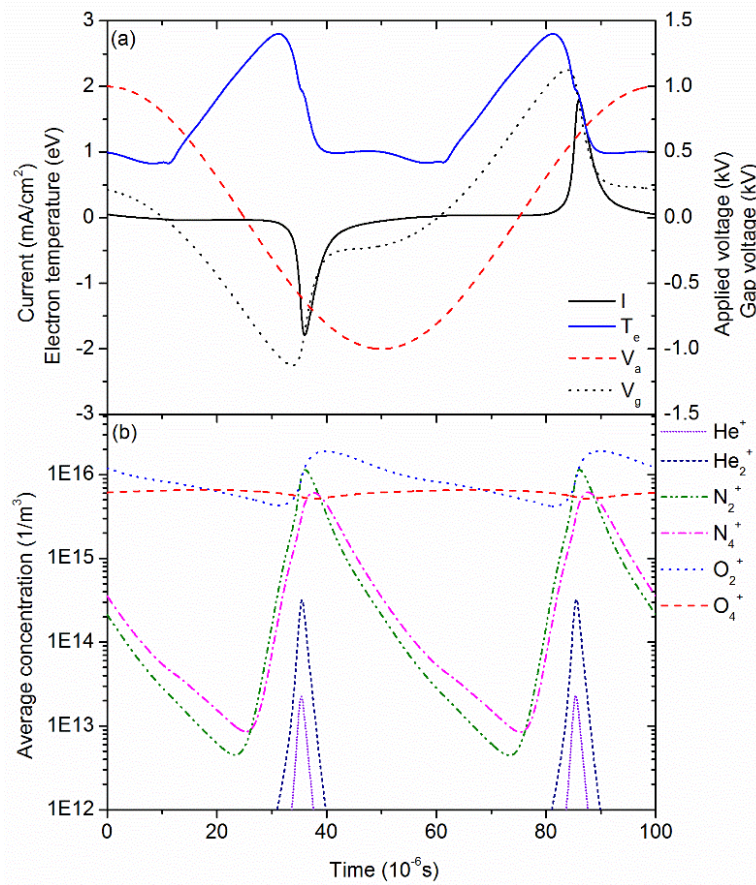 (a)
3
2
1
0
-1
-2
-3
Current (mA/cm²)
Electron temperature (eV)
1.5
1.0
0.5
0.0
-0.5
-1.0
-1.5
Applied voltage (kV)
Gap voltage (kV)
I
Tₑ
Vₐ
V_g
(b)
1E16
1E15
1E14
1E13
1E12
Average concentration (1/m³)
He⁺
He₂⁺
N₂⁺
N₄⁺
O₂⁺
O₄⁺
0 20 40 60 80 100
Time (10⁻⁶s)